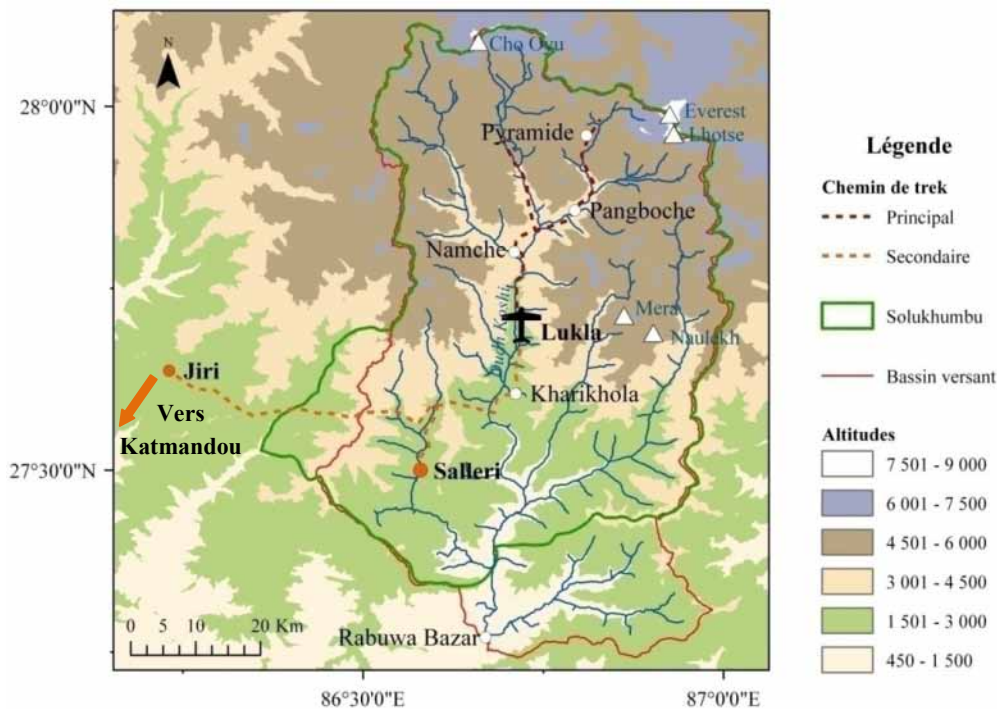 N
28°0'0"N
27°30'0"N
86°30'0"E
87°0'0"E
Cho Oyu
Everest
Lhotse
Pyramide
Pangboche
Namche
Dudh Koshi
Lukla
Mera
Naulekh
Kharikhola
Jiri
Vers
Katmandou
Salleri
Rabuwa Bazar
0 5 10 20 Km
Légende
Chemin de trek
Principal
Secondaire
Solukhumbu
Bassin versant
Altitudes
7 501 - 9 000
6 001 - 7 500
4 501 - 6 000
3 001 - 4 500
1 501 - 3 000
450 - 1 500